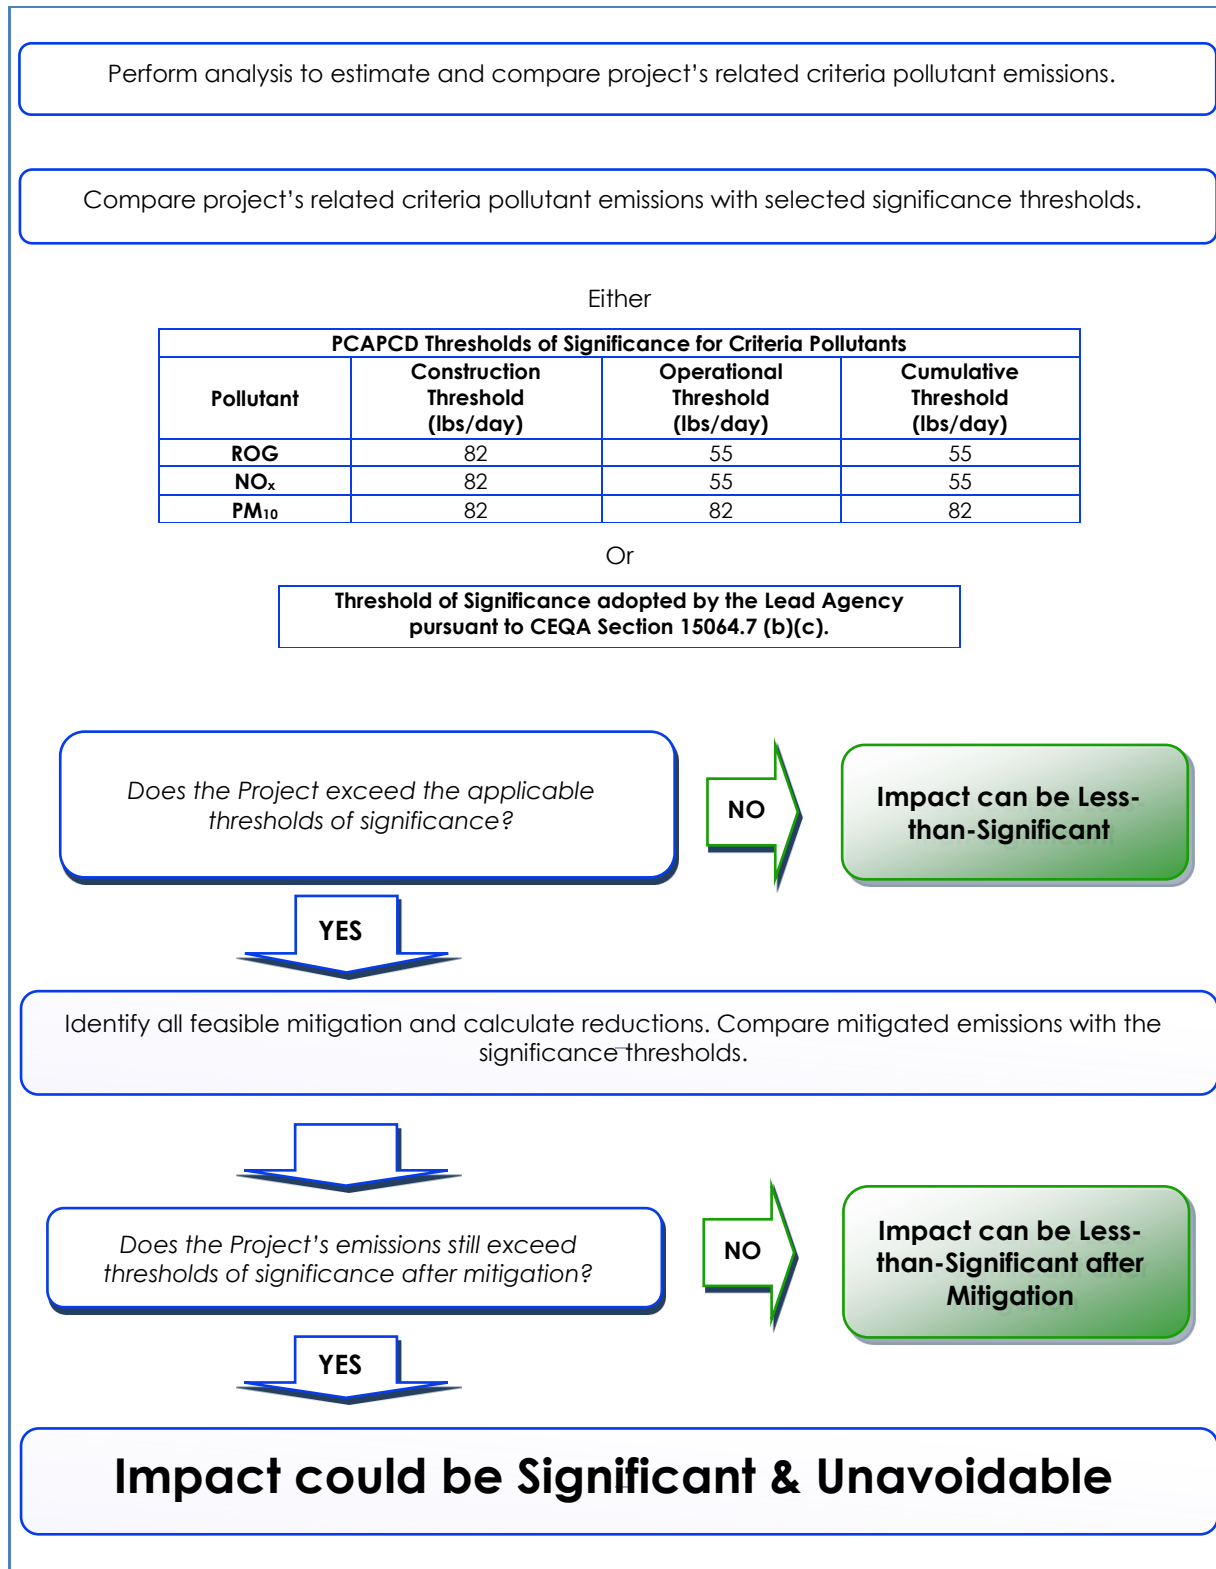 Perform analysis to estimate and compare project’s related criteria pollutant emissions.
Compare project’s related criteria pollutant emissions with selected significance thresholds.
Either
PCAPCD Thresholds of Significance for Criteria Pollutants
Pollutant Construction Threshold (lbs/day) Operational Threshold (lbs/day) Cumulative Threshold (lbs/day)
ROG 82 55 55
NOx 82 55 55
PM10 82 82 82
Or
Threshold of Significance adopted by the Lead Agency
pursuant to CEQA Section 15064.7 (b)(c).
Does the Project exceed the applicable
thresholds of significance?
NO
Impact can be Less-
than-Significant
YES
Identify all feasible mitigation and calculate reductions. Compare mitigated emissions with the
significance thresholds.
Does the Project’s emissions still exceed
thresholds of significance after mitigation?
NO
Impact can be Less-
than-Significant after
Mitigation
YES
Impact could be Significant & Unavoidable